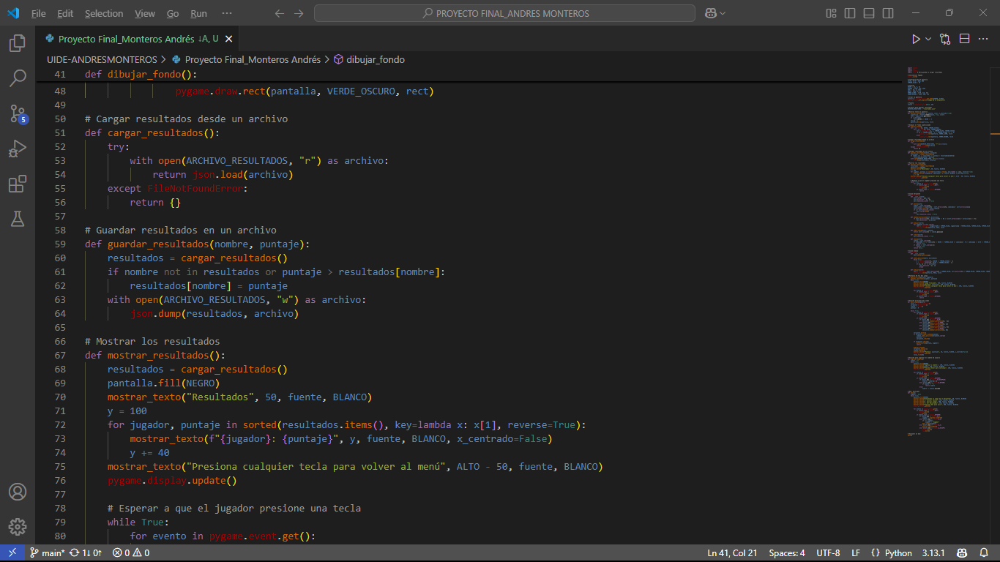 File Edit Selection View Go Run ··· PROYECTO FINAL_ANDRES MONTEROS
Proyecto Final_Monteros Andrés ↓A, U
UIDE-ANDRESMONTEROS > Proyecto Final_Monteros Andrés > dibujar_fondo
41 def dibujar_fondo():
48 pygame.draw.rect(pantalla, VERDE_OSCURO, rect)
49
50 # Cargar resultados desde un archivo
51 def cargar_resultados():
52 try:
53 with open(ARCHIVO_RESULTADOS, "r") as archivo:
54 return json.load(archivo)
55 except FileNotFoundError:
56 return {}
57
58 # Guardar resultados en un archivo
59 def guardar_resultados(nombre, puntaje):
60 resultados = cargar_resultados()
61 if nombre not in resultados or puntaje > resultados[nombre]:
62 resultados[nombre] = puntaje
63 with open(ARCHIVO_RESULTADOS, "w") as archivo:
64 json.dump(resultados, archivo)
65
66 # Mostrar los resultados
67 def mostrar_resultados():
68 resultados = cargar_resultados()
69 pantalla.fill(NEGRO)
70 mostrar_texto("Resultados", 50, fuente, BLANCO)
71 y = 100
72 for jugador, puntaje in sorted(resultados.items(), key=lambda x: x[1], reverse=True):
73 mostrar_texto(f"{jugador}: {puntaje}", y, fuente, BLANCO, x_centrado=False)
74 y += 40
75 mostrar_texto("Presiona cualquier tecla para volver al menú", ALTO - 50, fuente, BLANCO)
76 pygame.display.update()
77
78 # Esperar a que el jugador presione una tecla
79 while True:
80 for evento in pygame.event.get():
5
main* 1↓ 0↑ 0 0 Ln 41, Col 21 Spaces: 4 UTF-8 LF {} Python 3.13.1